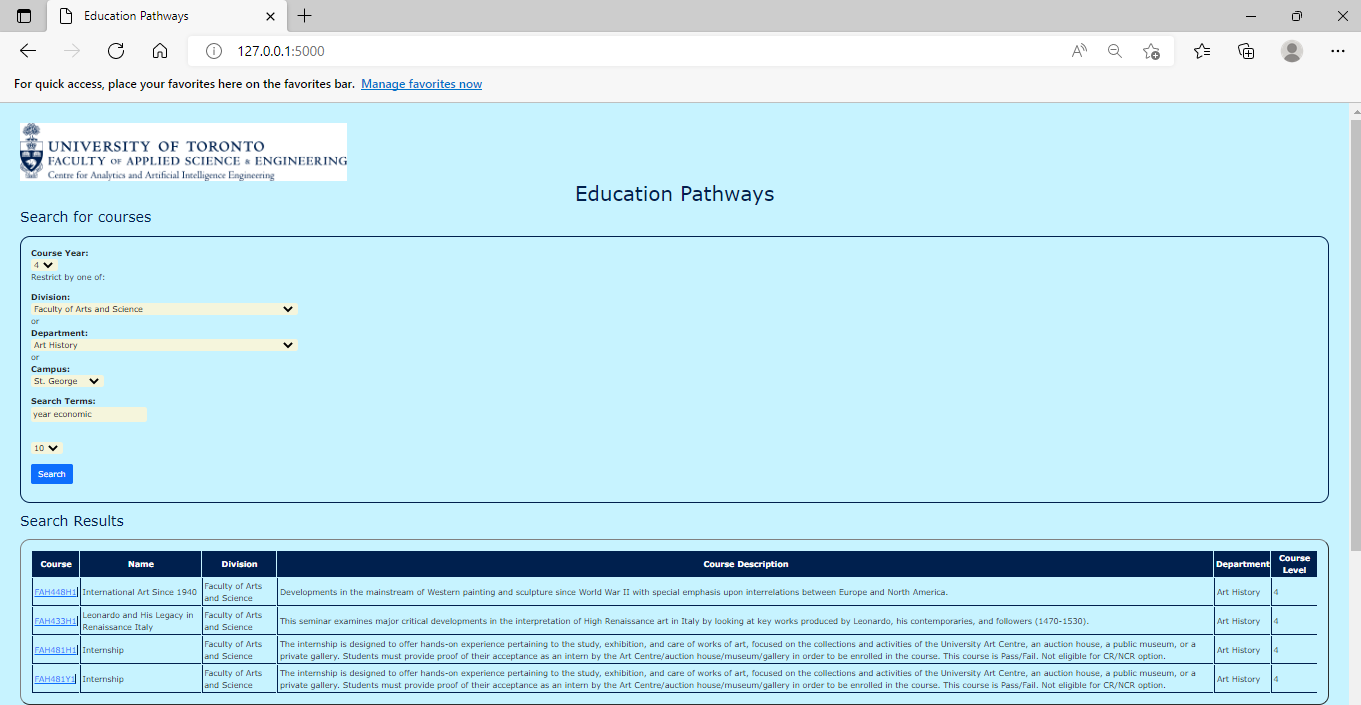 Education Pathways
127.0.0.1:5000
For quick access, place your favorites here on the favorites bar. Manage favorites now
UNIVERSITY OF TORONTO
FACULTY OF APPLIED SCIENCE & ENGINEERING
Centre for Analytics and Artificial Intelligence Engineering
Education Pathways
Search for courses
Course Year:
4
Restrict by one of:
Division:
Faculty of Arts and Science
or
Department:
Art History
or
Campus:
St. George
Search Terms:
year economic
10
Search
Search Results
Course Name Division Course Description Department Course Level
FAH448H1 International Art Since 1940 Faculty of Arts and Science Developments in the mainstream of Western painting and sculpture since World War II with special emphasis upon interrelations between Europe and North America. Art History 4
FAH433H1 Leonardo and His Legacy in Renaissance Italy Faculty of Arts and Science This seminar examines major critical developments in the interpretation of High Renaissance art in Italy by looking at key works produced by Leonardo, his contemporaries, and followers (1470-1530). Art History 4
FAH481H1 Internship Faculty of Arts and Science The internship is designed to offer hands-on experience pertaining to the study, exhibition, and care of works of art, focused on the collections and activities of the University Art Centre, an auction house, a public museum, or a private gallery. Students must provide proof of their acceptance as an intern by the Art Centre/auction house/museum/gallery in order to be enrolled in the course. This course is Pass/Fail. Not eligible for CR/NCR option. Art History 4
FAH481Y1 Internship Faculty of Arts and Science The internship is designed to offer hands-on experience pertaining to the study, exhibition, and care of works of art, focused on the collections and activities of the University Art Centre, an auction house, a public museum, or a private gallery. Students must provide proof of their acceptance as an intern by the Art Centre/auction house/museum/gallery in order to be enrolled in the course. This course is Pass/Fail. Not eligible for CR/NCR option. Art History 4